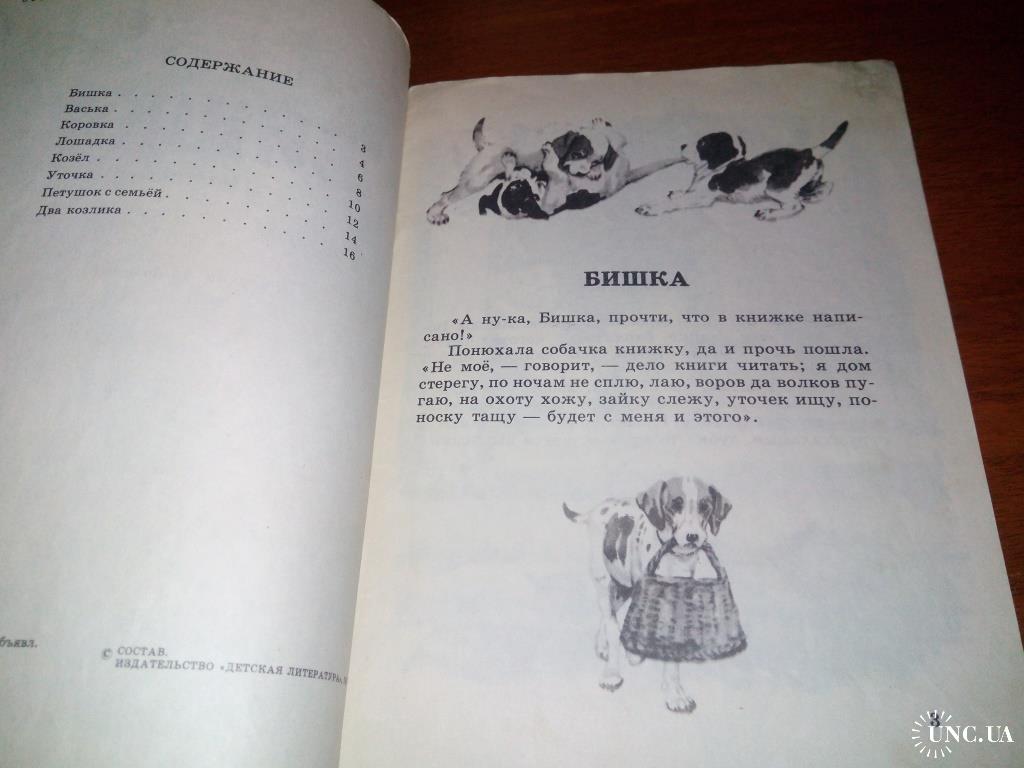 СОДЕРЖАНИЕ
Бишка . . . . . . . . . . 3
Васька . . . . . . . . . . 4
Коровка . . . . . . . . . . 6
Лошадка . . . . . . . . . . 8
Козёл . . . . . . . . . . 10
Уточка . . . . . . . . . . 12
Петушок с семьёй . . . . . . . . . . 14
Два козлика . . . . . . . . . . 16
бъявл.
© СОСТАВ.
ИЗДАТЕЛЬСТВО «ДЕТСКАЯ ЛИТЕРАТУРА»,
БИШКА
«А ну-ка, Бишка, прочти, что в книжке напи-
сано!»
Понюхала собачка книжку, да и прочь пошла.
«Не моё, — говорит, — дело книги читать; я дом
стерегу, по ночам не сплю, лаю, воров да волков пу-
гаю, на охоту хожу, зайку слежу, уточек ищу, по-
носку тащу — будет с меня и этого».
3
UNC.UA